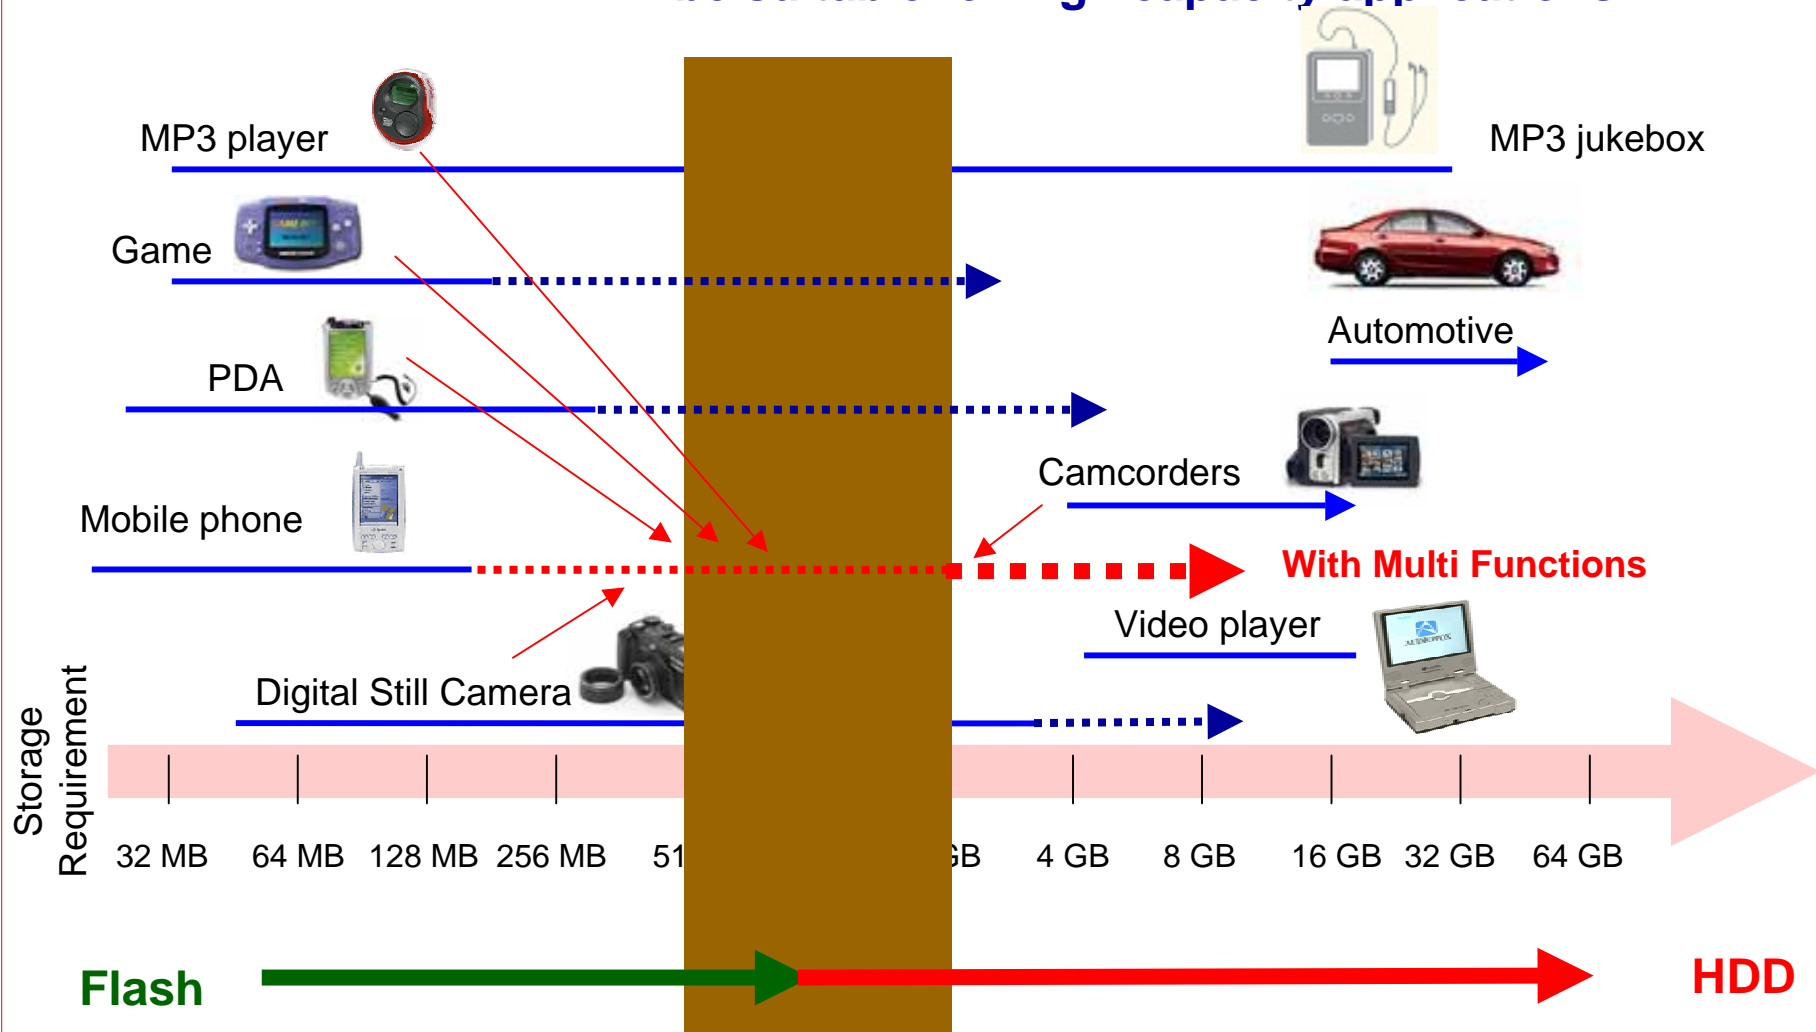 MP3 player
MP3 jukebox
Game
Automotive
PDA
Camcorders
Mobile phone
With Multi Functions
Video player
Digital Still Camera
Storage
Requirement
32 MB 64 MB 128 MB 256 MB 51 GB 4 GB 8 GB 16 GB 32 GB 64 GB
Flash
HDD